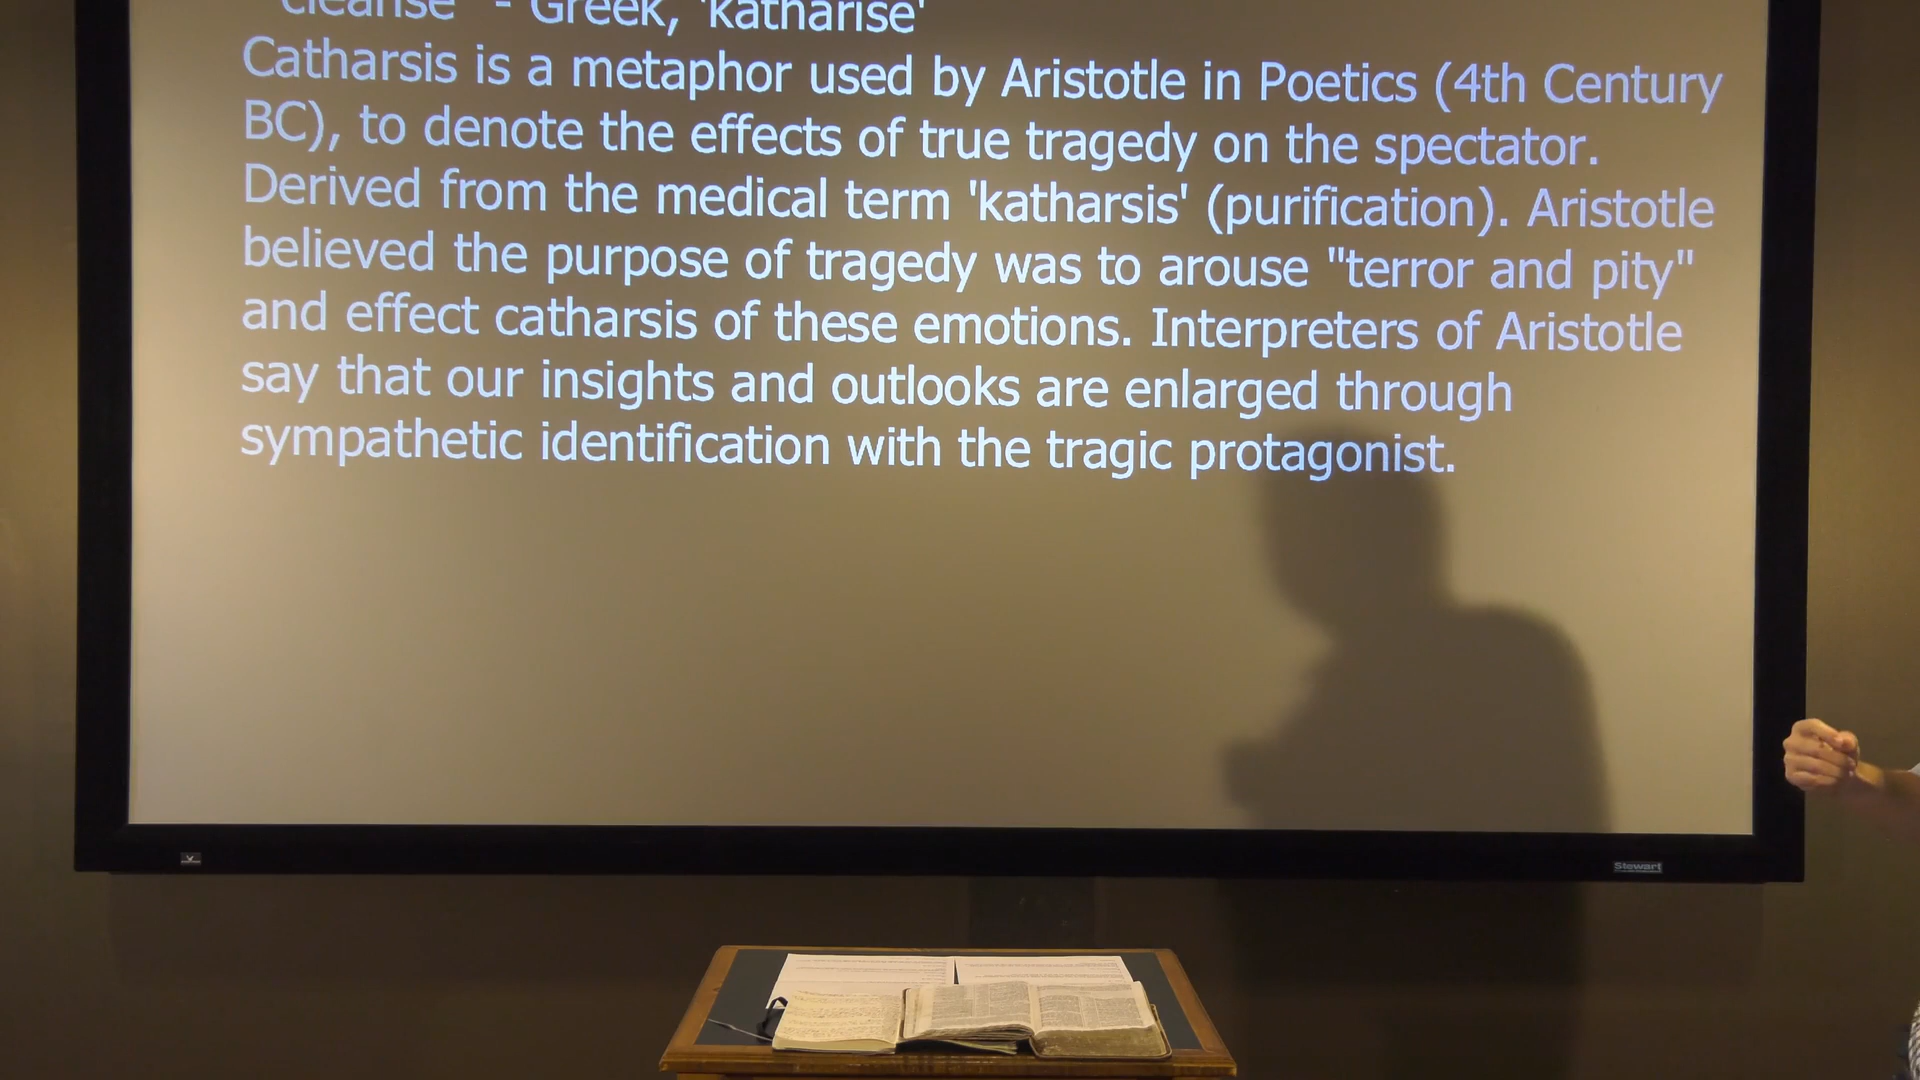 "cleanse" - Greek, 'katharise'
Catharsis is a metaphor used by Aristotle in Poetics (4th Century
BC), to denote the effects of true tragedy on the spectator.
Derived from the medical term 'katharsis' (purification). Aristotle
believed the purpose of tragedy was to arouse "terror and pity"
and effect catharsis of these emotions. Interpreters of Aristotle
say that our insights and outlooks are enlarged through
sympathetic identification with the tragic protagonist.
Stewart